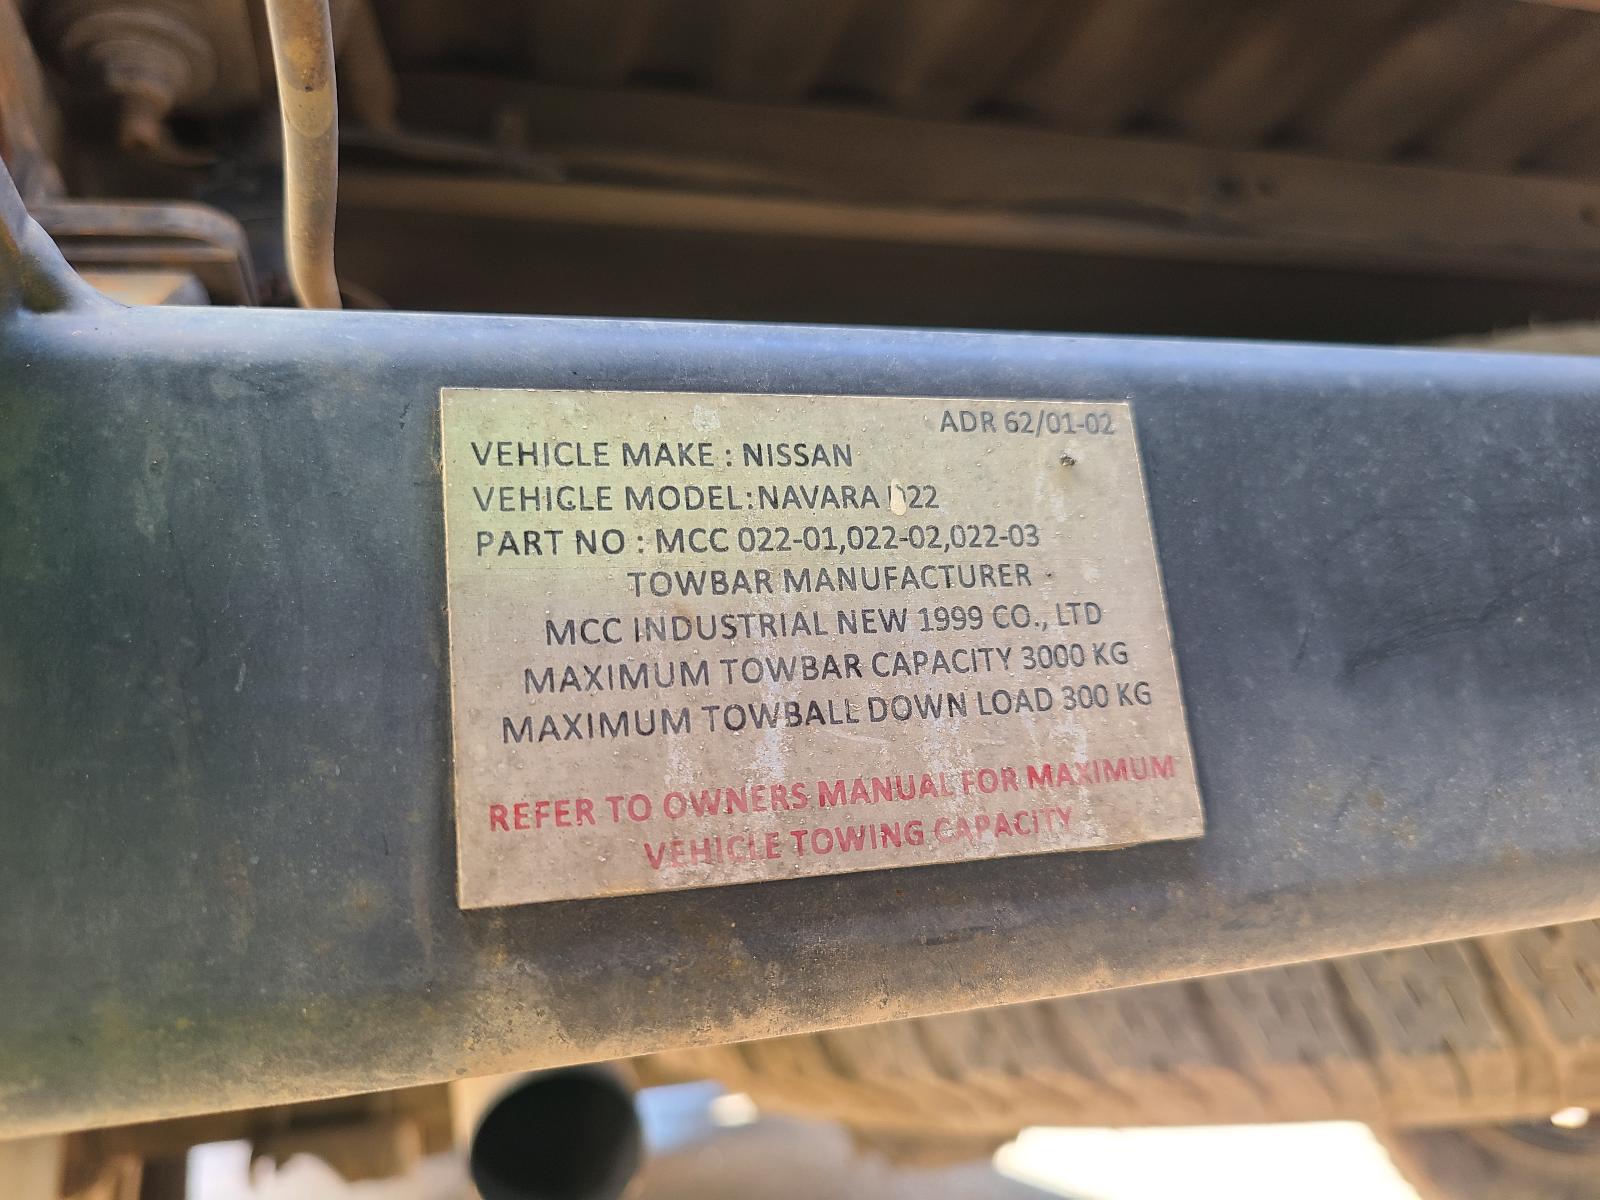 ADR 62/01-02
VEHICLE MAKE : NISSAN
VEHICLE MODEL:NAVARA D22
PART NO : MCC 022-01,022-02,022-03
TOWBAR MANUFACTURER
MCC INDUSTRIAL NEW 1999 CO., LTD
MAXIMUM TOWBAR CAPACITY 3000 KG
MAXIMUM TOWBALL DOWN LOAD 300 KG
REFER TO OWNERS MANUAL FOR MAXIMUM
VEHICLE TOWING CAPACITY